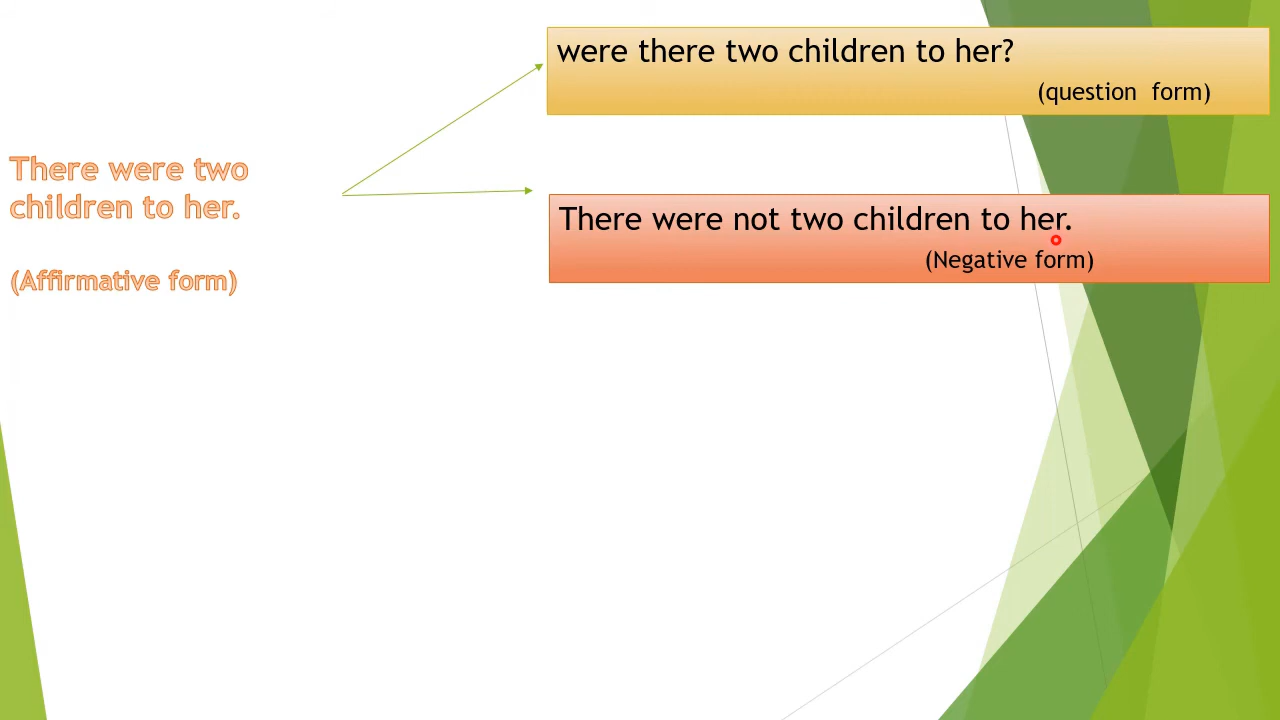 There were two
children to her.
(Affirmative form)
were there two children to her?
(question form)
There were not two children to her.
(Negative form)